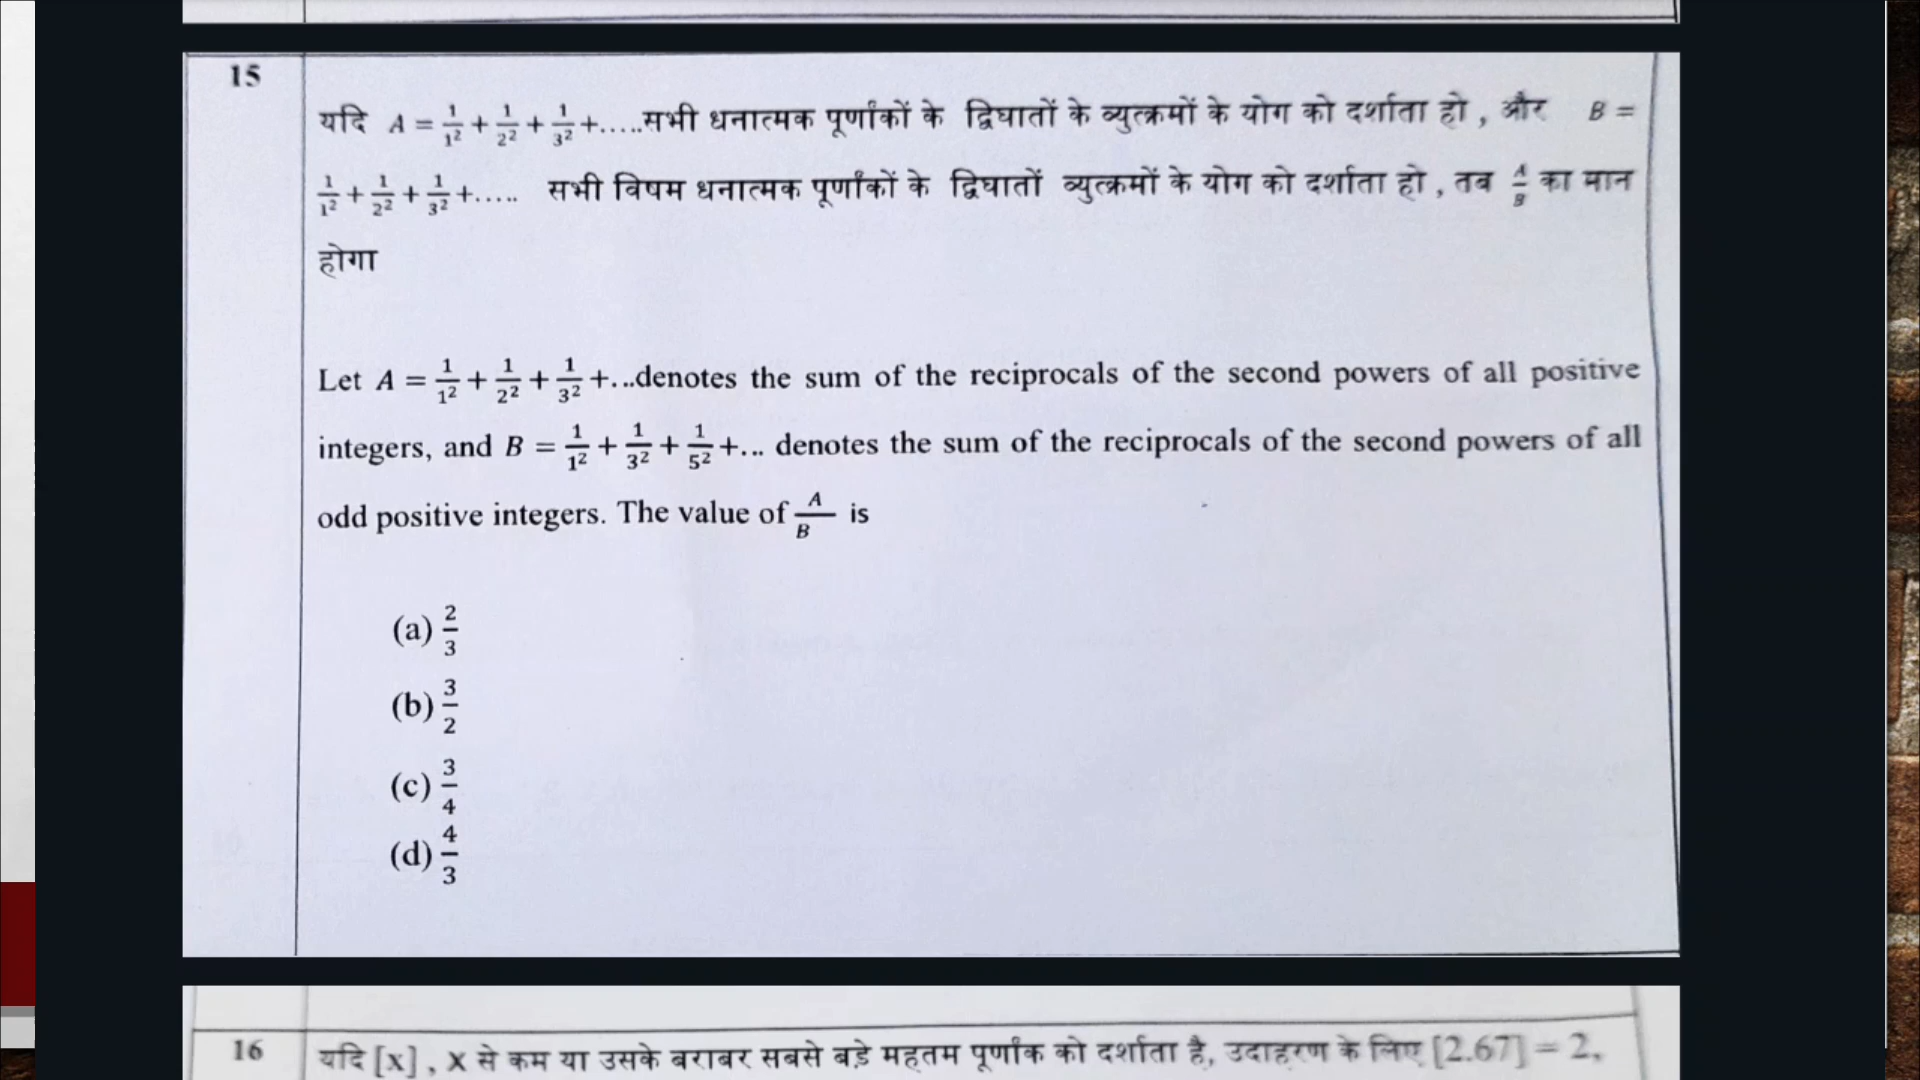 15
यदि A = 1/1² + 1/2² + 1/3² +.....सभी धनात्मक पूर्णांकों के द्विघातों के व्युत्क्रमों के योग को दर्शाता हो , और B =
1/1² + 1/2² + 1/3² +..... सभी विषम धनात्मक पूर्णांकों के द्विघातों व्युत्क्रमों के योग को दर्शाता हो , तब A/B का मान
होगा
Let A = 1/1² + 1/2² + 1/3² +...denotes the sum of the reciprocals of the second powers of all positive
integers, and B = 1/1² + 1/3² + 1/5² +... denotes the sum of the reciprocals of the second powers of all
odd positive integers. The value of A/B is
(a) 2/3
(b) 3/2
(c) 3/4
(d) 4/3
16 यदि [x] , x से कम या उसके बराबर सबसे बड़े महतम पूर्णांक को दर्शाता है, उदाहरण के लिए [2.67] = 2,